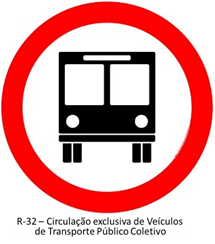 R-32 – Circulação exclusiva de Veículos
de Transporte Público Coletivo